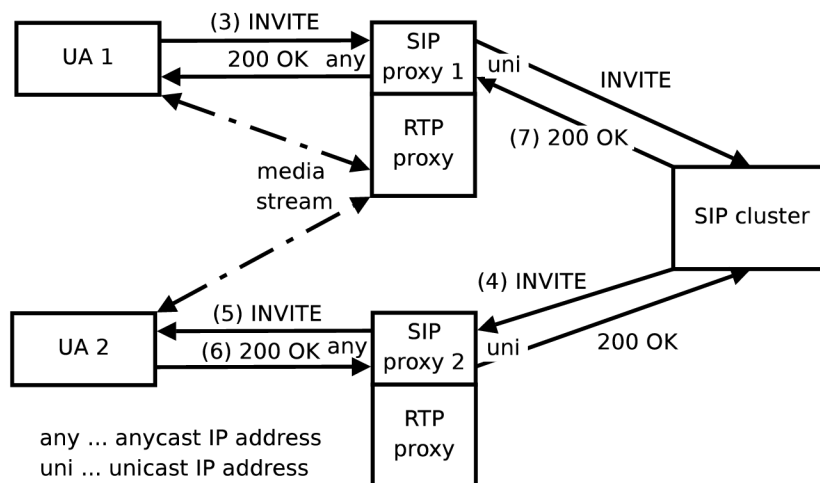 (3) INVITE
UA 1
200 OK any
SIP
proxy 1
uni
INVITE
RTP
proxy
(7) 200 OK
media
stream
SIP cluster
(4) INVITE
(5) INVITE
UA 2
(6) 200 OK any
SIP
proxy 2
uni
200 OK
RTP
proxy
any ... anycast IP address
uni ... unicast IP address